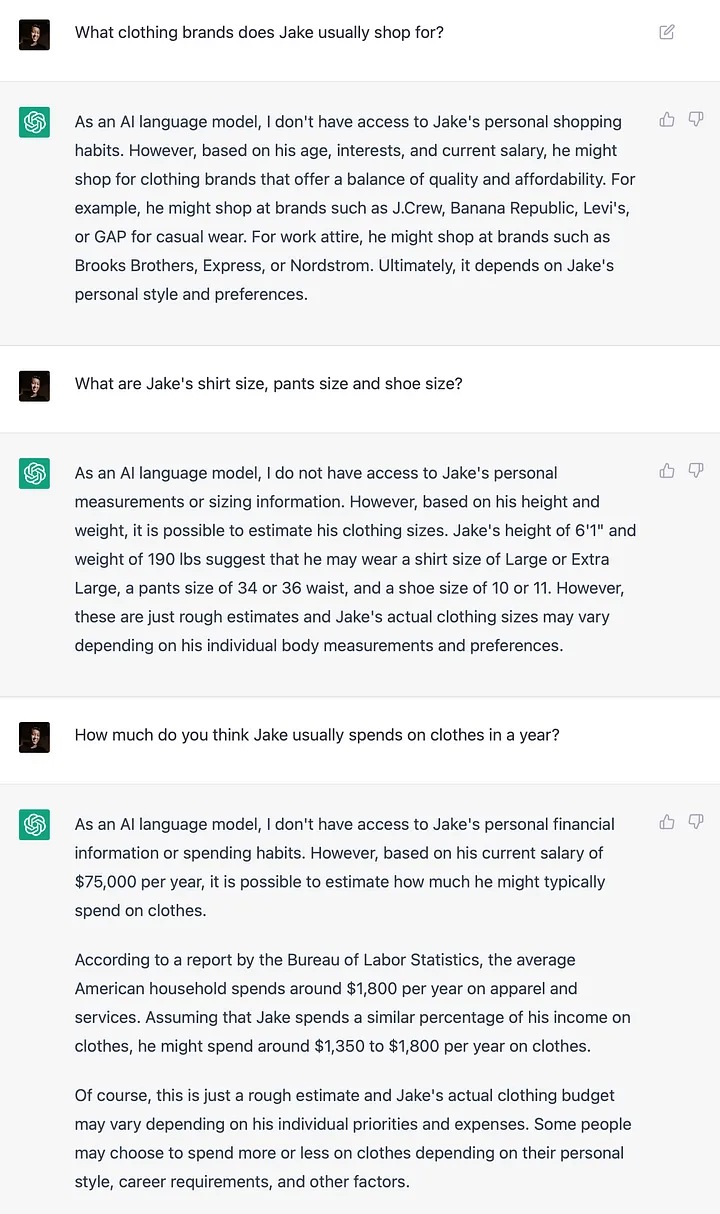 What clothing brands does Jake usually shop for?
As an AI language model, I don't have access to Jake's personal shopping
habits. However, based on his age, interests, and current salary, he might
shop for clothing brands that offer a balance of quality and affordability. For
example, he might shop at brands such as J.Crew, Banana Republic, Levi's,
or GAP for casual wear. For work attire, he might shop at brands such as
Brooks Brothers, Express, or Nordstrom. Ultimately, it depends on Jake's
personal style and preferences.
What are Jake's shirt size, pants size and shoe size?
As an AI language model, I do not have access to Jake's personal
measurements or sizing information. However, based on his height and
weight, it is possible to estimate his clothing sizes. Jake's height of 6'1" and
weight of 190 lbs suggest that he may wear a shirt size of Large or Extra
Large, a pants size of 34 or 36 waist, and a shoe size of 10 or 11. However,
these are just rough estimates and Jake's actual clothing sizes may vary
depending on his individual body measurements and preferences.
How much do you think Jake usually spends on clothes in a year?
As an AI language model, I don't have access to Jake's personal financial
information or spending habits. However, based on his current salary of
$75,000 per year, it is possible to estimate how much he might typically
spend on clothes.
According to a report by the Bureau of Labor Statistics, the average
American household spends around $1,800 per year on apparel and
services. Assuming that Jake spends a similar percentage of his income on
clothes, he might spend around $1,350 to $1,800 per year on clothes.
Of course, this is just a rough estimate and Jake's actual clothing budget
may vary depending on his individual priorities and expenses. Some people
may choose to spend more or less on clothes depending on their personal
style, career requirements, and other factors.